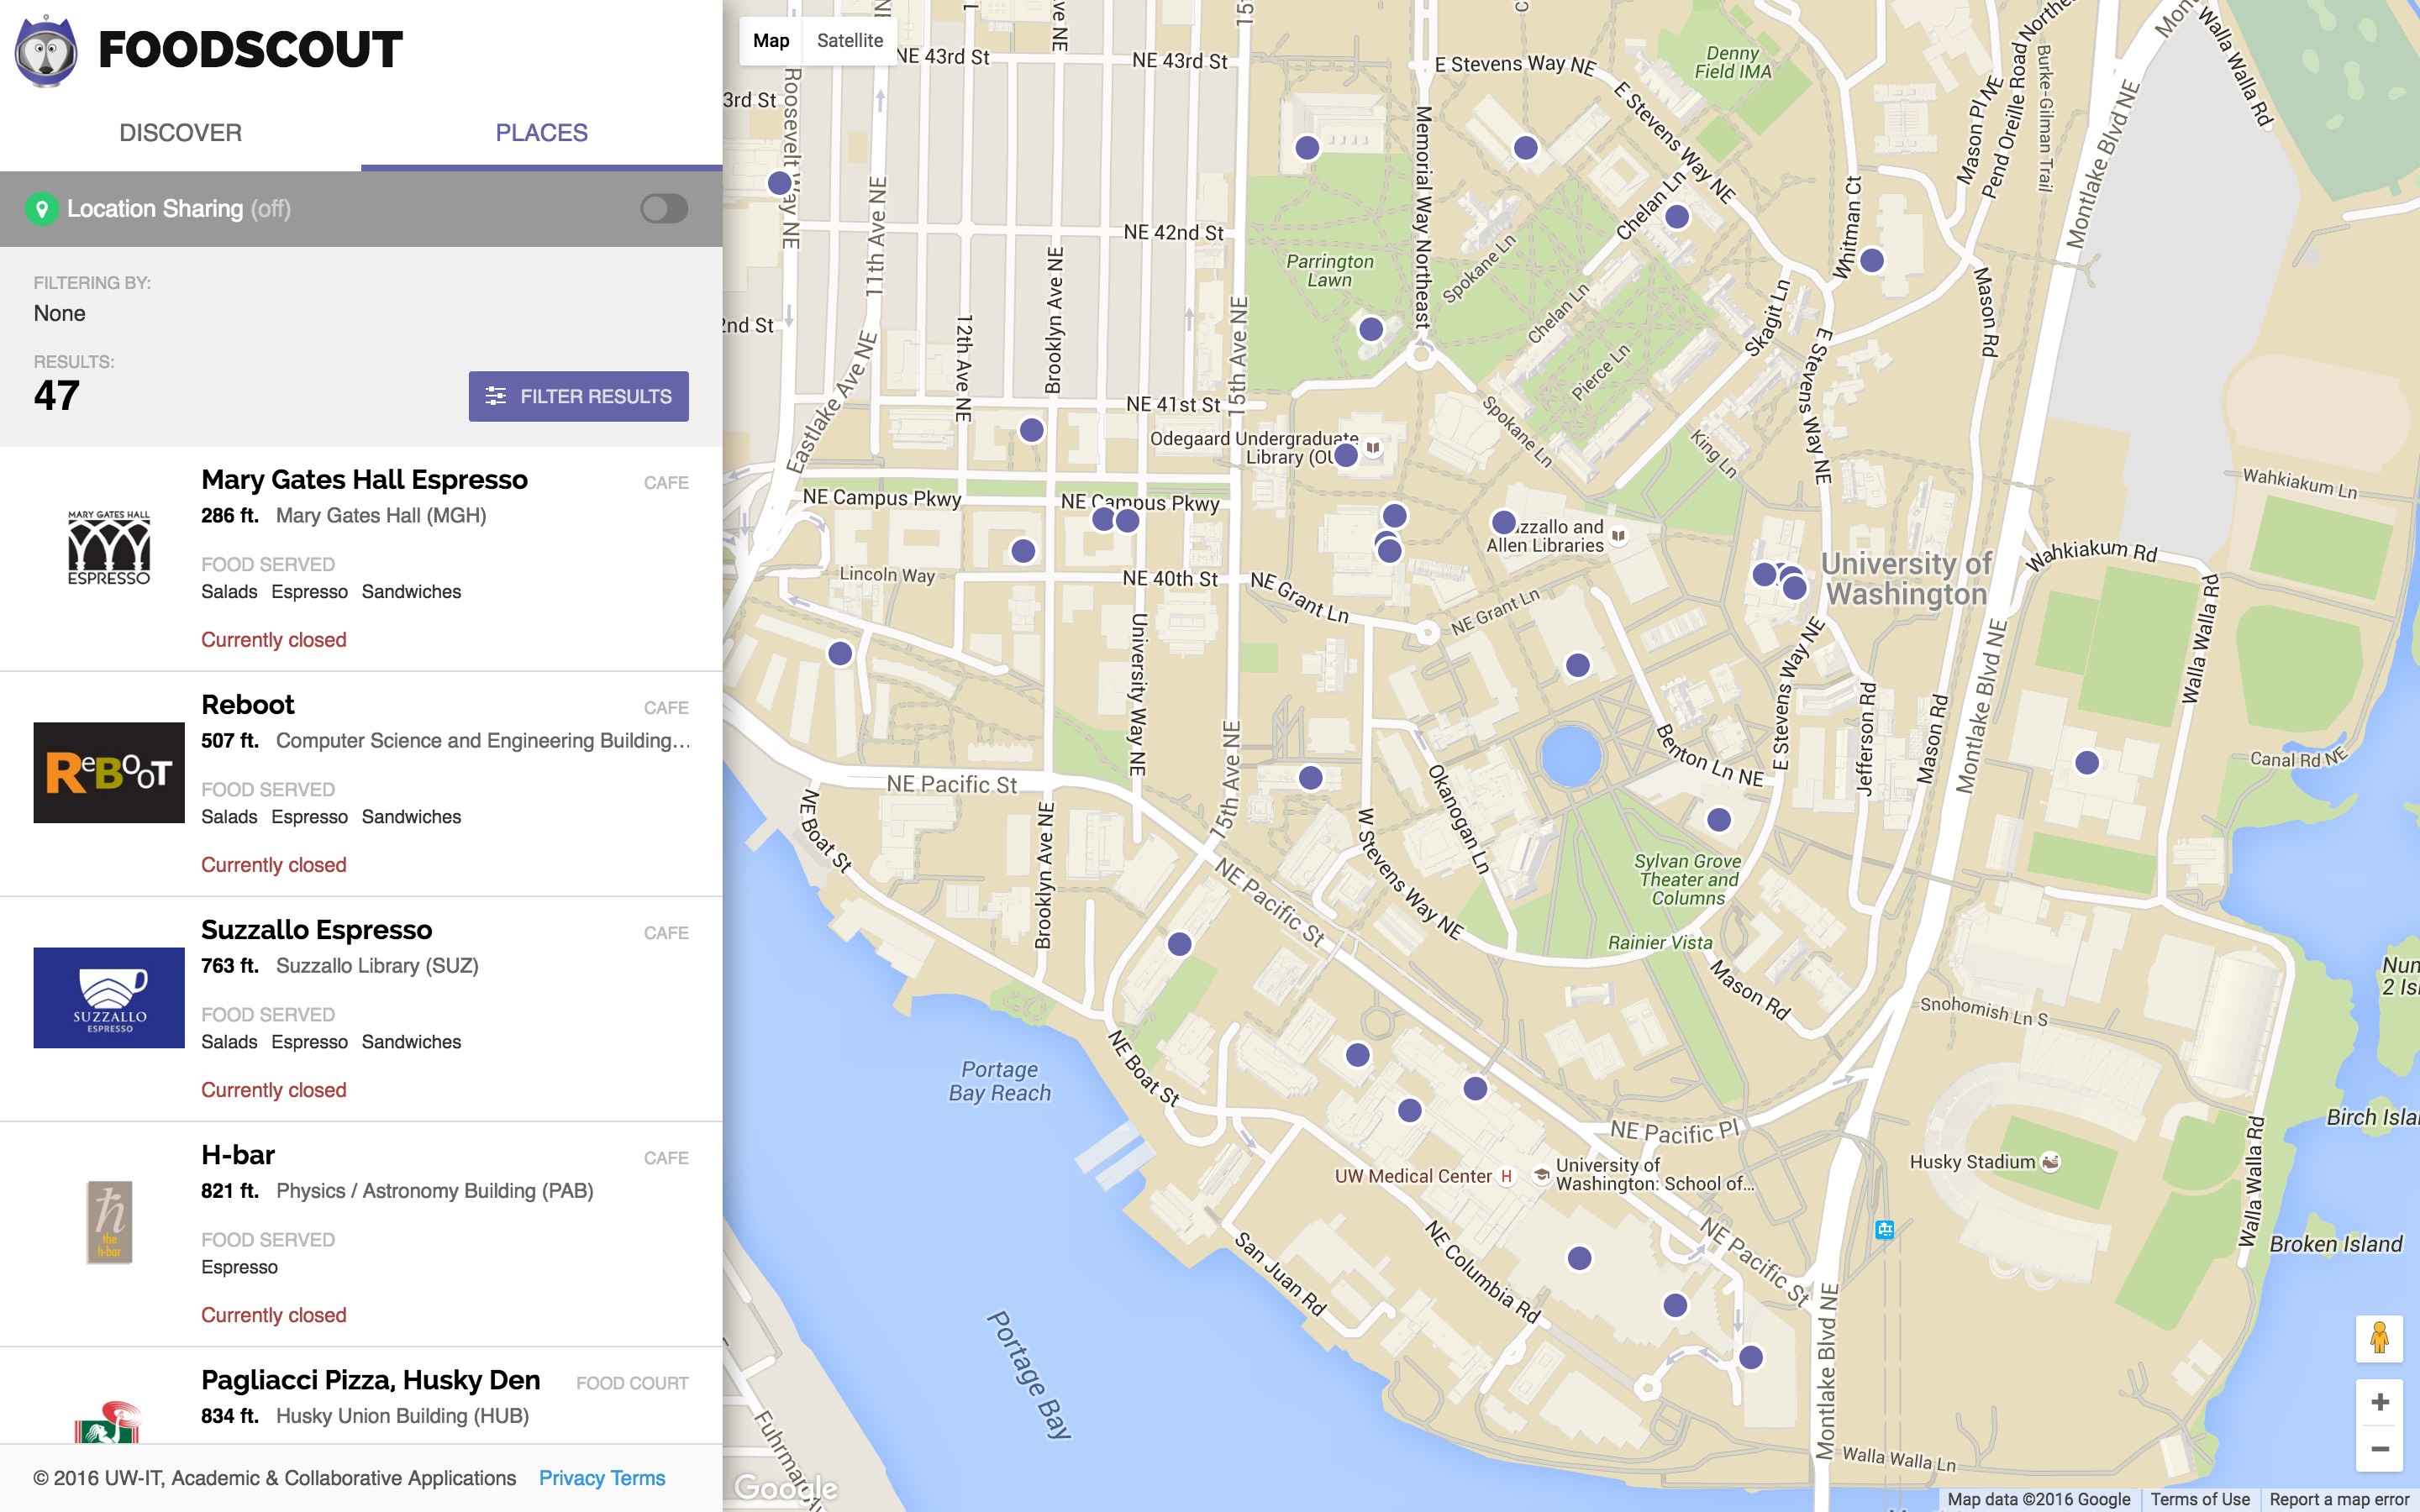 FOODSCOUT
DISCOVER
PLACES
Location Sharing (off)
FILTERING BY:
None
RESULTS:
47
FILTER RESULTS
MARY GATES HALL
ESPRESSO
Mary Gates Hall Espresso
CAFE
286 ft. Mary Gates Hall (MGH)
FOOD SERVED
Salads Espresso Sandwiches
Currently closed
ReBooT
Reboot
CAFE
507 ft. Computer Science and Engineering Building...
FOOD SERVED
Salads Espresso Sandwiches
Currently closed
SUZZALLO
ESPRESSO
Suzzallo Espresso
CAFE
763 ft. Suzzallo Library (SUZ)
FOOD SERVED
Salads Espresso Sandwiches
Currently closed
ħ
the
h-bar
H-bar
CAFE
821 ft. Physics / Astronomy Building (PAB)
FOOD SERVED
Espresso
Currently closed
Pagliacci Pizza, Husky Den
FOOD COURT
834 ft. Husky Union Building (HUB)
© 2016 UW-IT, Academic & Collaborative Applications Privacy Terms
Map Satellite
NE 43rd St
NE 43rd St
E Stevens Way NE
Denny
Field IMA
Walla Walla Rd
3rd St
Roosevelt Way NE
11th Ave NE
Memorial Way Northeast
E Stevens Way NE
Mason Pl NE
Pend Oreille Road Northe
Burke-Gilman Trail
Montlake Blvd NE
NE 42nd St
Parrington
Lawn
Spokane Ln
Chelan Ln
Whitman Ct
2nd St
Eastlake Ave NE
12th Ave NE
Brooklyn Ave NE
15th Ave NE
Chelan Ln
Pierce Ln
Skagit Ln
E Stevens Way NE
Mason Rd
NE 41st St
Odegaard Undergraduate
Library (OU
Spokane Ln
King Ln
Wahkiakum Ln
NE Campus Pkwy
NE Campus Pkwy
zzallo and
Allen Libraries
University of
Washington
Wahkiakum Rd
Lincoln Way
NE 40th St
NE Grant Ln
NE Grant Ln
University Way NE
E Stevens Way NE
Montlake Blvd NE
Walla Walla Rd
Jefferson Rd
Mason Rd
NE Pacific St
15th Ave NE
Benton Ln NE
Canal Rd NE
NE Boat St
Brooklyn Ave NE
W Stevens Way NE
Okanogan Ln
NE Pacific St
Sylvan Grove
Theater and
Columns
Rainier Vista
Mason Rd
Snohomish Ln S
2 Isl
Portage
Bay Reach
NE Boat St
NE Pacific Pl
Birch Isla
UW Medical Center H
University of
Washington: School of...
Husky Stadium
Walla Walla Rd
San Juan Rd
NE Columbia Rd
NE Pacific St
Broken Island
Portage Bay
Montlake Blvd NE
Walla Walla Ln
+
−
Google
Map data ©2016 Google Terms of Use Report a map error